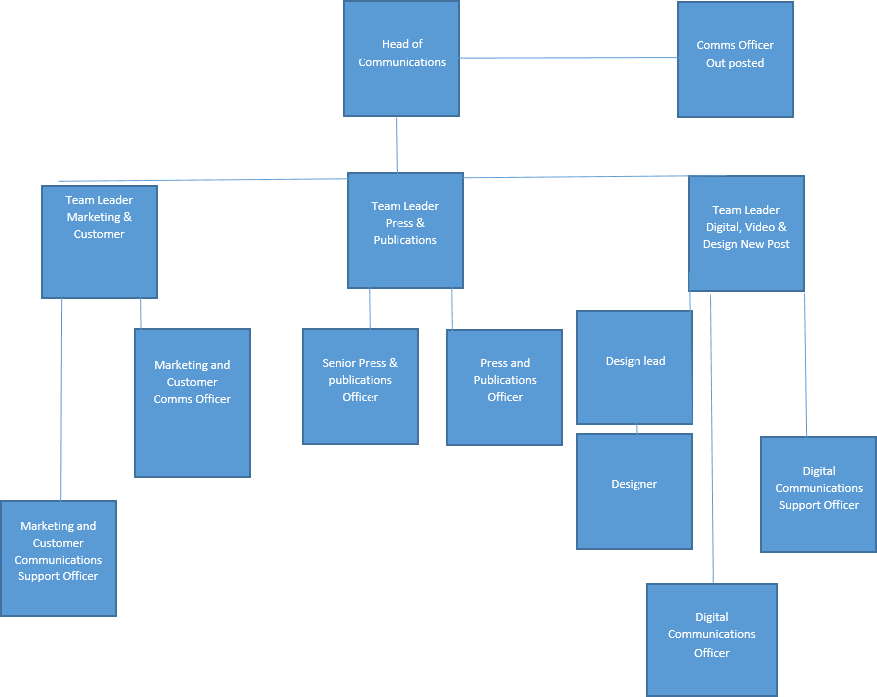 Head of
Communications
Comms Officer
Out posted
Team Leader
Marketing &
Customer
Team Leader
Press &
Publications
Team Leader
Digital, Video &
Design New Post
Marketing and
Customer
Comms Officer
Senior Press &
publications
Officer
Press and
Publications
Officer
Design lead
Designer
Digital
Communications
Support Officer
Marketing and
Customer
Communications
Support Officer
Digital
Communications
Officer